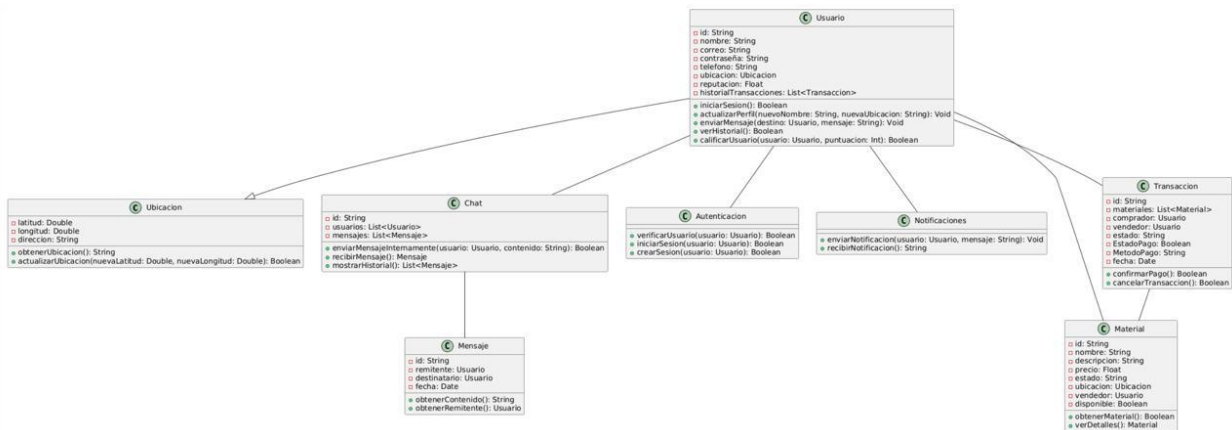 C Usuario
id: String
nombre: String
correo: String
contraseña: String
telefono: String
ubicacion: Ubicacion
reputacion: Float
historialTransacciones: List<Transaccion>
iniciarSesion(): Boolean
actualizarPerfil(nuevoNombre: String, nuevaUbicacion: String): Void
enviarMensaje(destino: Usuario, mensaje: String): Void
verHistorial(): Boolean
calificarUsuario(usuario: Usuario, puntuacion: Int): Boolean
C Ubicacion
latitud: Double
longitud: Double
direccion: String
obtenerUbicacion(): String
actualizarUbicacion(nuevaLatitud: Double, nuevaLongitud: Double): Boolean
C Chat
id: String
usuarios: List<Usuario>
mensajes: List<Mensaje>
enviarMensajeInternamente(usuario: Usuario, contenido: String): Boolean
recibirMensaje(): Mensaje
mostrarHistorial(): List<Mensaje>
C Autenticacion
verificarUsuario(usuario: Usuario): Boolean
iniciarSesion(usuario: Usuario): Boolean
crearSesion(usuario: Usuario): Boolean
C Notificaciones
enviarNotificacion(usuario: Usuario, mensaje: String): Void
recibirNotificacion(): String
C Transaccion
id: String
materiales: List<Material>
comprador: Usuario
vendedor: Usuario
estado: String
EstadoPago: Boolean
MetodoPago: String
fecha: Date
confirmarPago(): Boolean
cancelarTransaccion(): Boolean
C Mensaje
id: String
remitente: Usuario
destinatario: Usuario
fecha: Date
obtenerContenido(): String
obtenerRemitente(): Usuario
C Material
id: String
nombre: String
descripcion: String
precio: Float
estado: String
ubicacion: Ubicacion
vendedor: Usuario
disponible: Boolean
obtenerMaterial(): Boolean
verDetalles(): Material